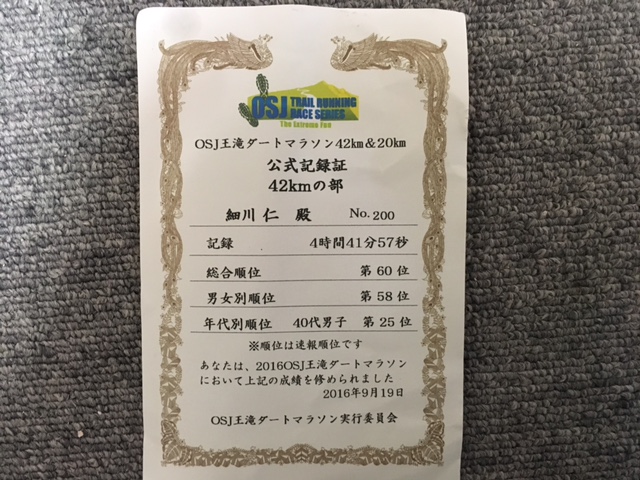 OSJ TRAIL RUNNING
RACE SERIES
The Extreme Fun
OSJ王滝ダートマラソン42㎞＆20㎞
公式記録証
42kmの部
細川 仁 殿 No. 200
記録 4時間41分57秒
総合順位 第 60 位
男女別順位 第 58 位
年代別順位 40代男子 第 25 位
※順位は速報順位です
あなたは、2016OSJ王滝ダートマラソン
において上記の成績を修められました
2016年9月19日
OSJ王滝ダートマラソン実行委員会